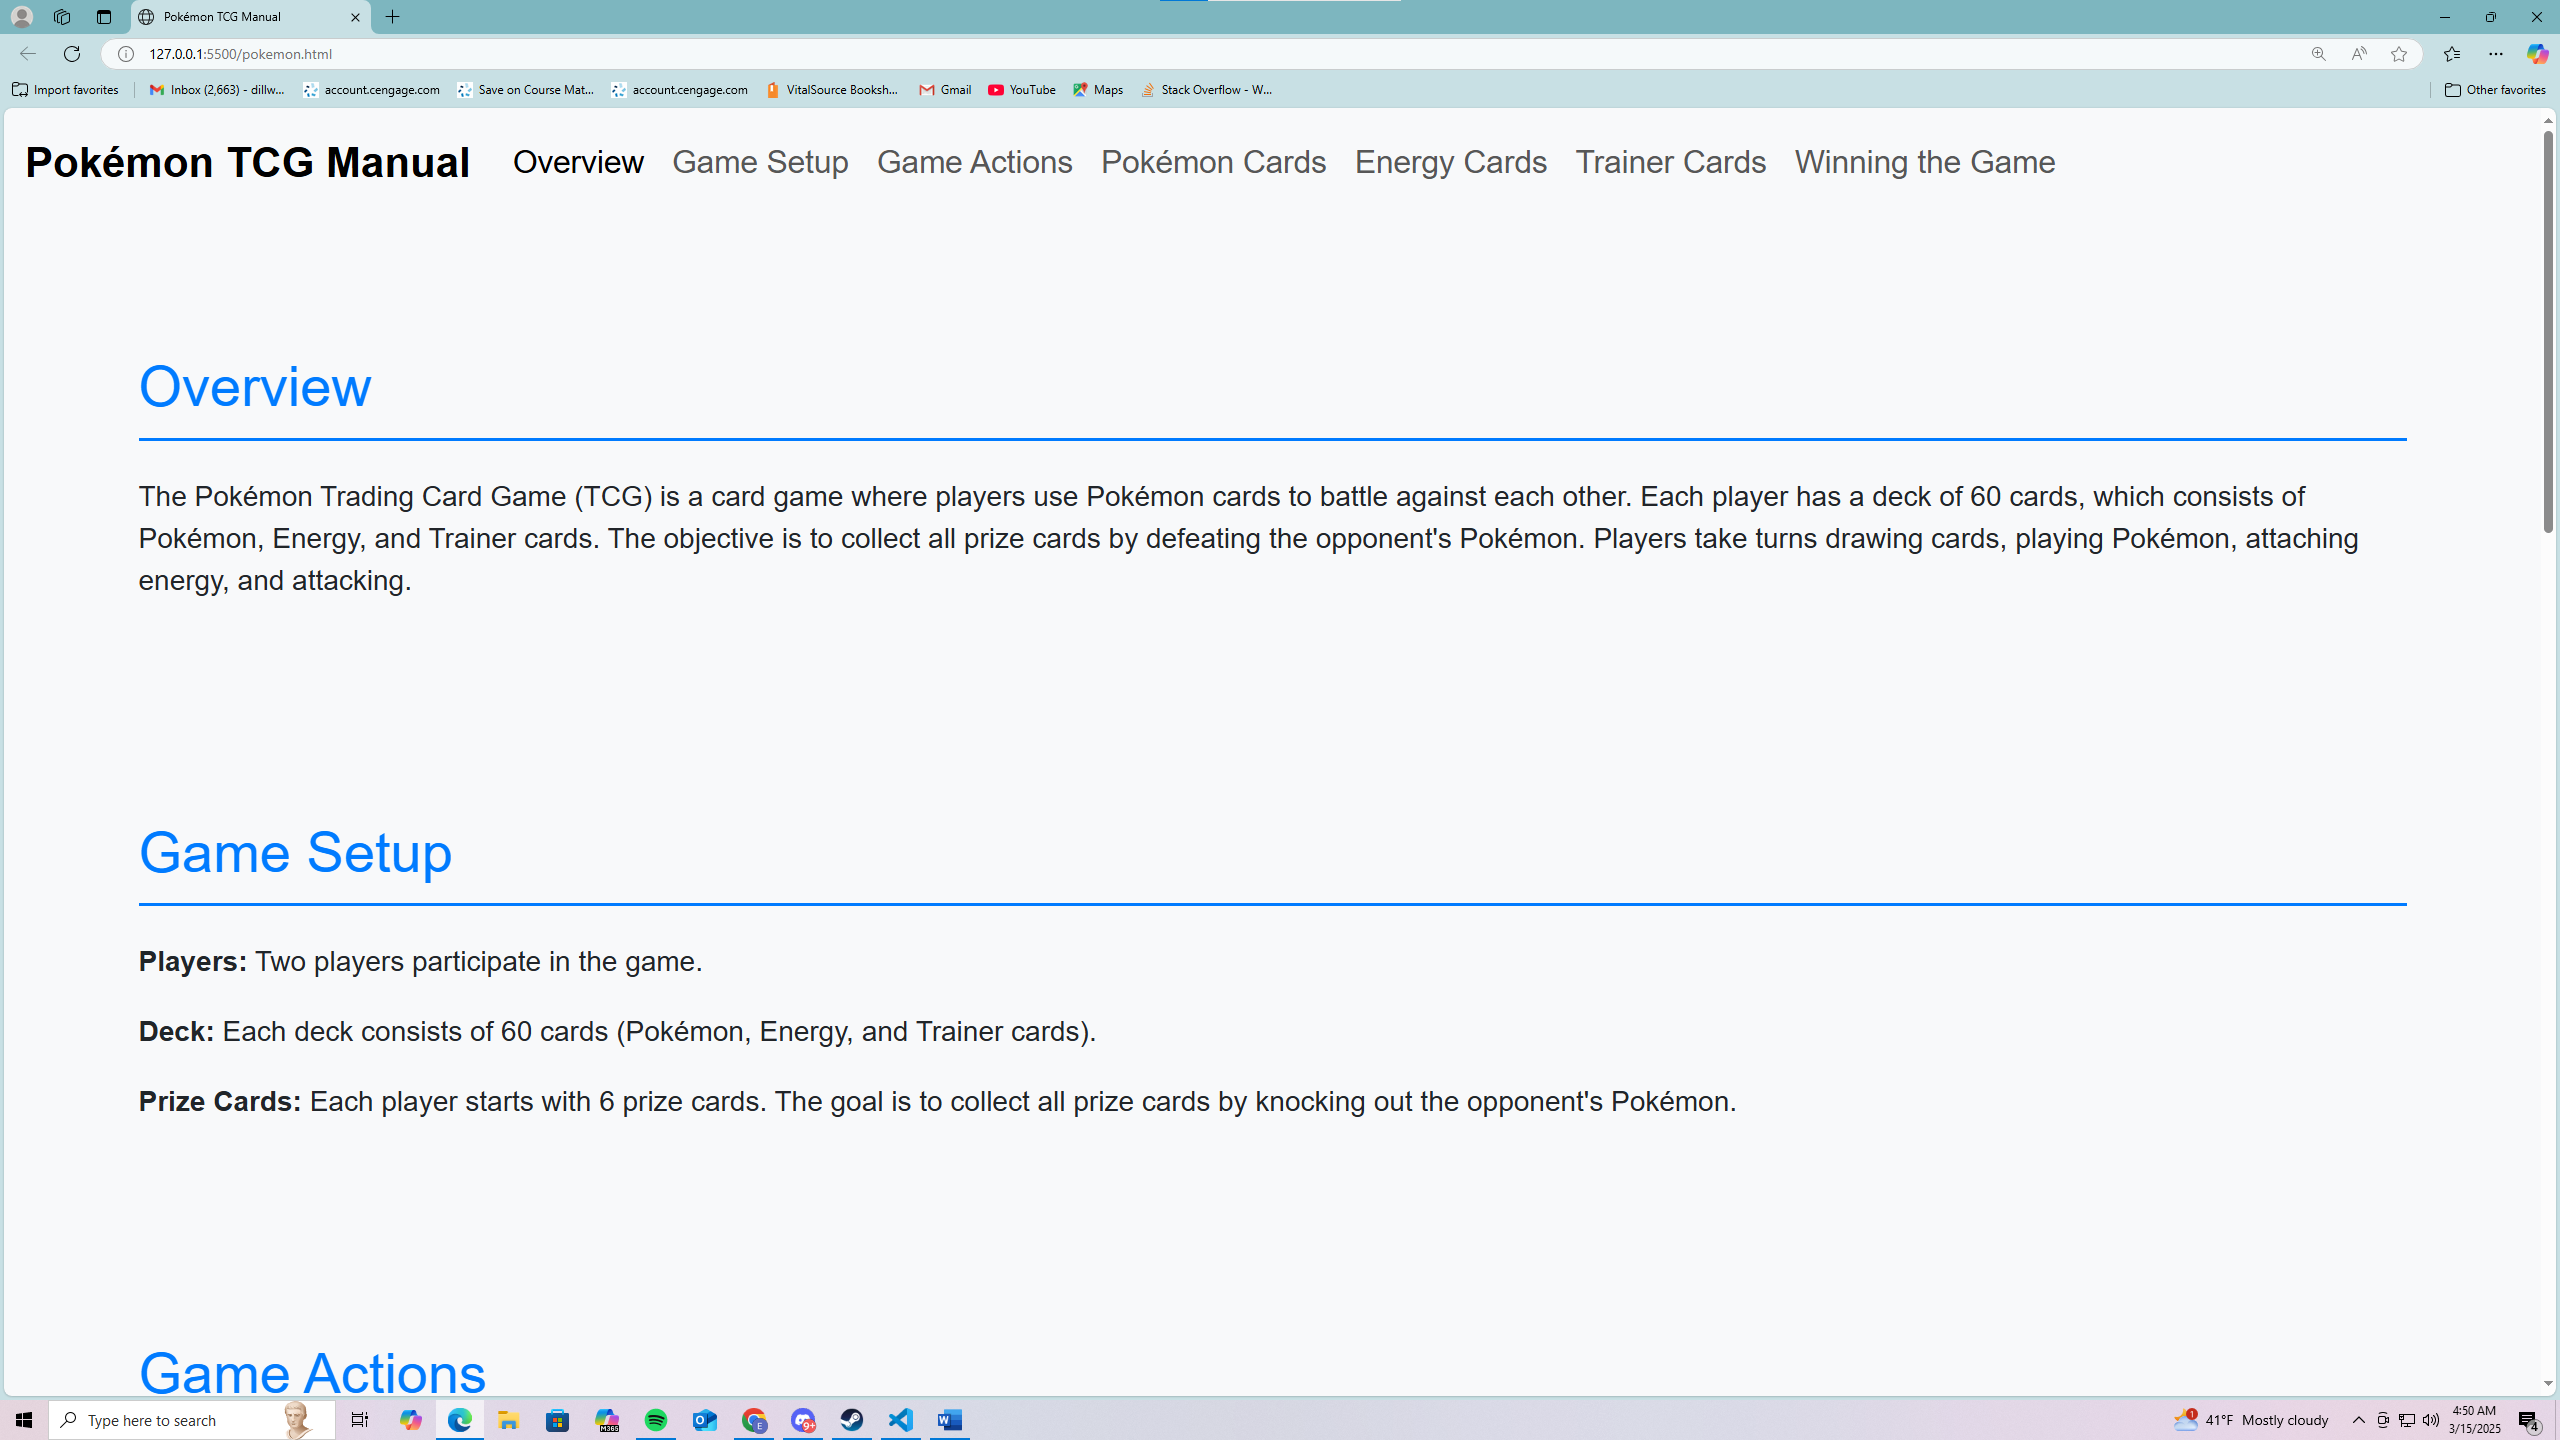 Pokémon TCG Manual
127.0.0.1:5500/pokemon.html
Import favorites
Inbox (2,663) - dillw...
account.cengage.com
Save on Course Mat...
account.cengage.com
VitalSource Booksh...
Gmail
YouTube
Maps
Stack Overflow - W...
Other favorites
Pokémon TCG Manual
Overview
Game Setup
Game Actions
Pokémon Cards
Energy Cards
Trainer Cards
Winning the Game
Overview
The Pokémon Trading Card Game (TCG) is a card game where players use Pokémon cards to battle against each other. Each player has a deck of 60 cards, which consists of
Pokémon, Energy, and Trainer cards. The objective is to collect all prize cards by defeating the opponent's Pokémon. Players take turns drawing cards, playing Pokémon, attaching
energy, and attacking.
Game Setup
Players: Two players participate in the game.
Deck: Each deck consists of 60 cards (Pokémon, Energy, and Trainer cards).
Prize Cards: Each player starts with 6 prize cards. The goal is to collect all prize cards by knocking out the opponent's Pokémon.
Game Actions
Type here to search
M365
E
9+
1
41°F Mostly cloudy
4:50 AM
3/15/2025
4